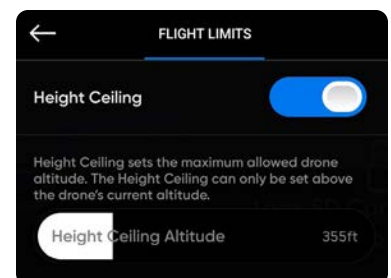 FLIGHT LIMITS
Height Ceiling
Height Ceiling sets the maximum allowed drone
altitude. The Height Ceiling can only be set above
the drone's current altitude.
Height Ceiling Altitude 355ft